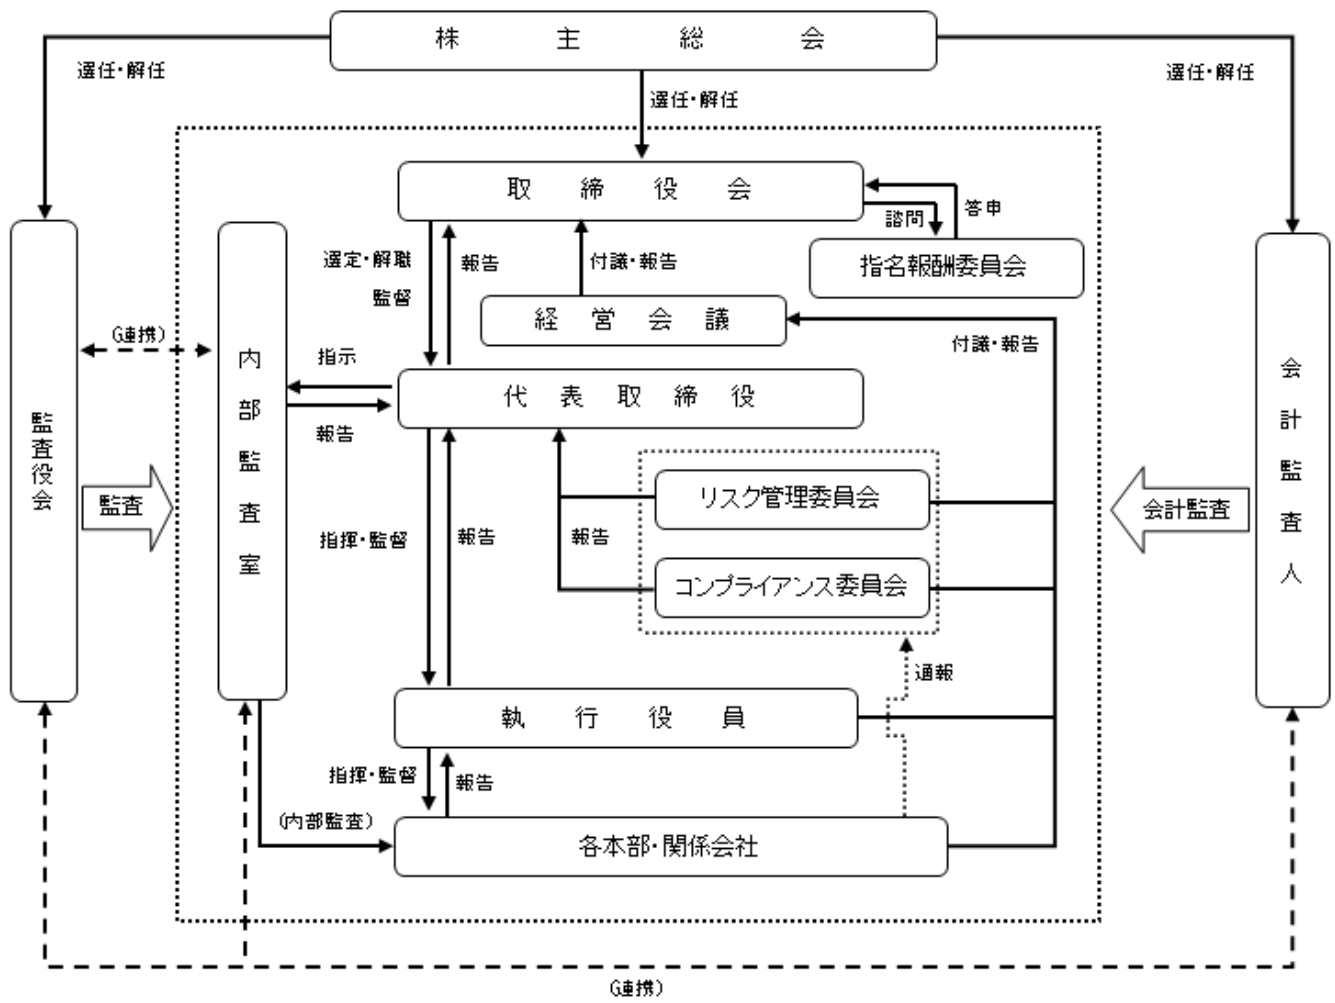 株主総会
選任・解任
選任・解任
選任・解任
取締役会
答申
諮問
指名報酬委員会
選定・解職
監督
報告
付議・報告
経営会議
付議・報告
(連携)
内部監査室
指示
報告
代表取締役
監査役会
会計監査人
監査
会計監査
リスク管理委員会
指揮・監督
報告
報告
コンプライアンス委員会
通報
執行役員
指揮・監督
報告
(内部監査)
各本部・関係会社
(連携)